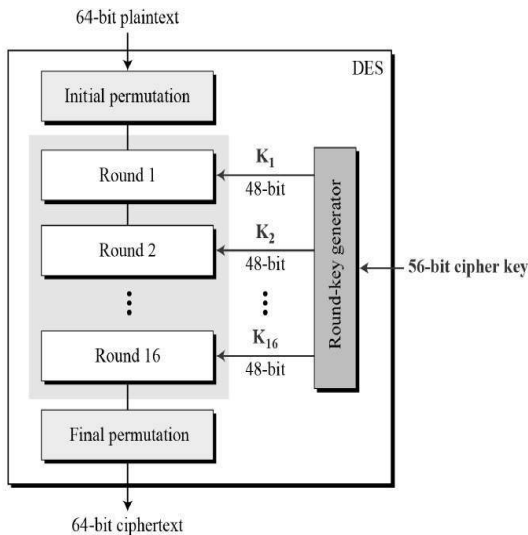 64-bit plaintext
DES
Initial permutation
Round 1
K1
48-bit
Round 2
K2
48-bit
Round-key generator
56-bit cipher key
Round 16
K16
48-bit
Final permutation
64-bit ciphertext